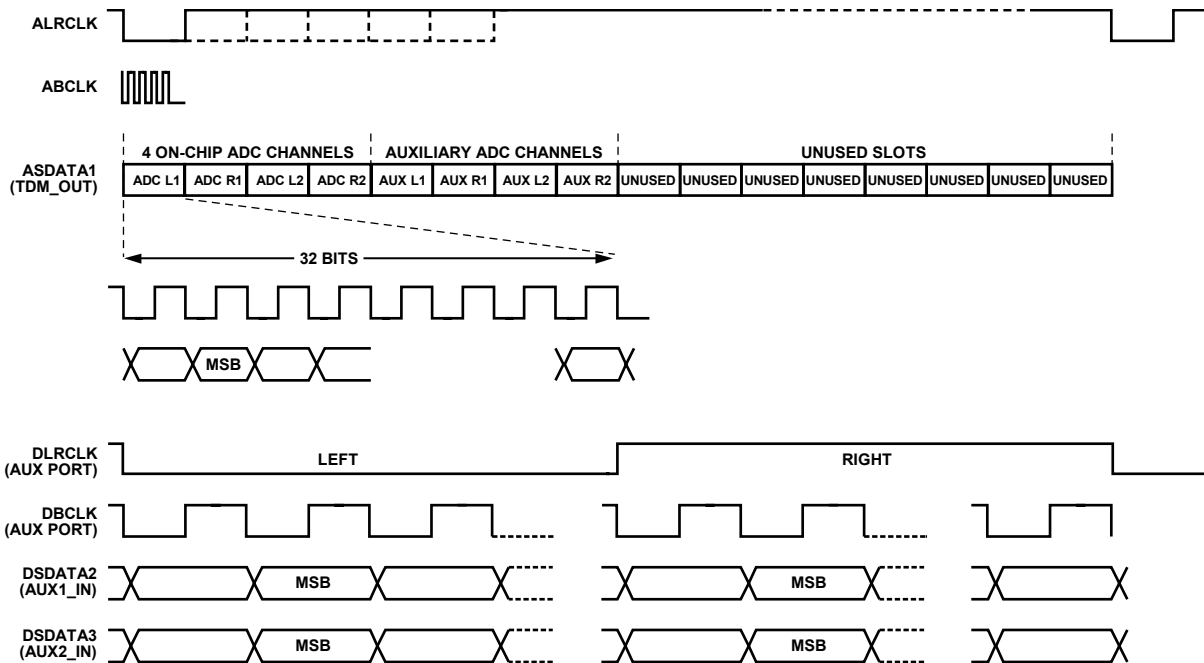 ALRCLK
ABCLK
4 ON-CHIP ADC CHANNELS AUXILIARY ADC CHANNELS UNUSED SLOTS
ASDATA1
(TDM_OUT)
ADC L1 ADC R1 ADC L2 ADC R2 AUX L1 AUX R1 AUX L2 AUX R2 UNUSED UNUSED UNUSED UNUSED UNUSED UNUSED UNUSED UNUSED
32 BITS
MSB
DLRCLK
(AUX PORT)
LEFT RIGHT
DBCLK
(AUX PORT)
DSDATA2
(AUX1_IN)
MSB MSB
DSDATA3
(AUX2_IN)
MSB MSB